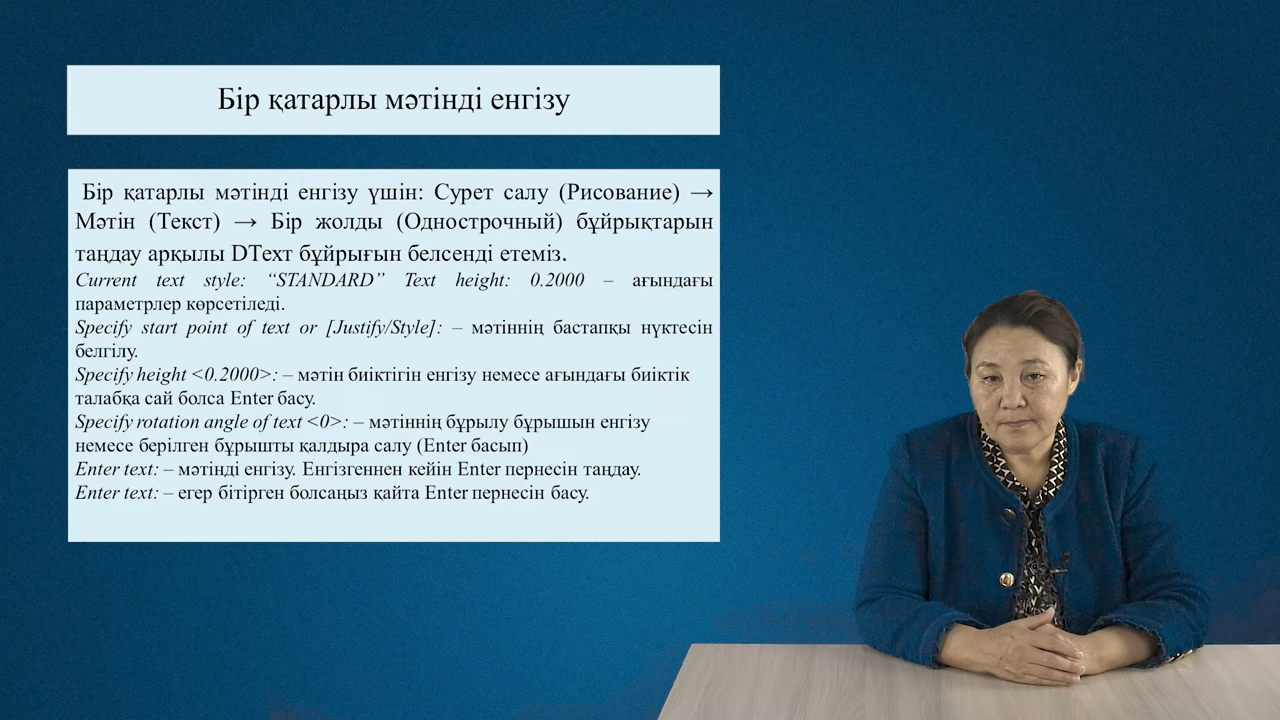 Бір қатарлы мәтінді енгізу
Бір қатарлы мәтінді енгізу үшін: Сурет салу (Рисование) →
Мәтін (Текст) → Бір жолды (Однострочный) бұйрықтарын
таңдау арқылы DТехт бұйрығын белсенді етеміз.
Current text style: “STANDARD” Text height: 0.2000 – ағындағы
параметрлер көрсетіледі.
Specify start point of text or [Justify/Style]: – мәтіннің бастапқы нүктесін
белгілу.
Specify height <0.2000>: – мәтін биіктігін енгізу немесе ағындағы биіктік
талабқа сай болса Enter басу.
Specify rotation angle of text <0>: – мәтіннің бұрылу бұрышын енгізу
немесе берілген бұрышты қалдыра салу (Enter басып)
Enter text: – мәтінді енгізу. Енгізгеннен кейін Enter пернесін таңдау.
Enter text: – егер бітірген болсаңыз қайта Enter пернесін басу.